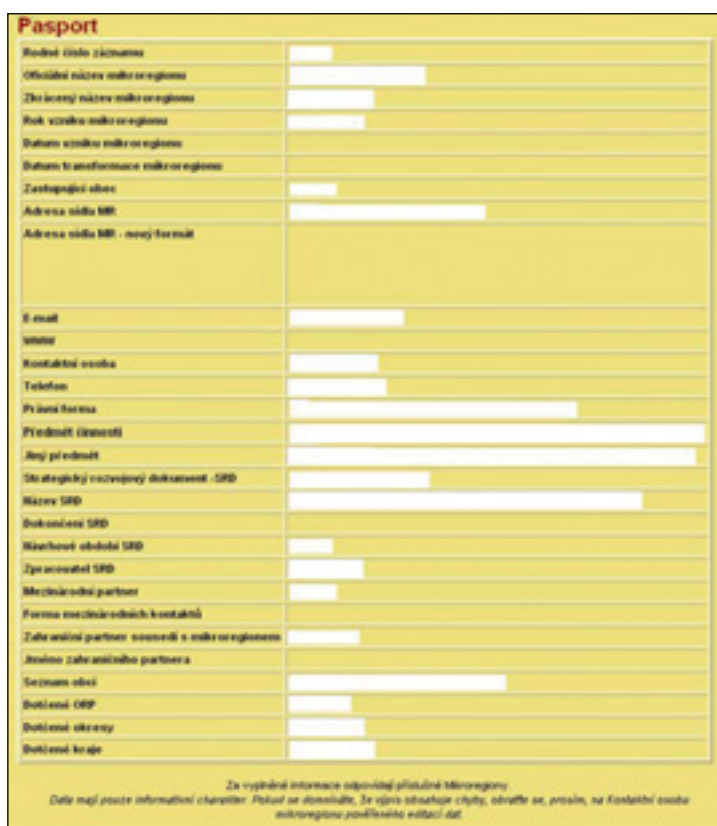 Pasport
Rodné číslo záznamu
Oficiální název mikroregionu
Zkrácený název mikroregionu
Rok vzniku mikroregionu
Datum vzniku mikroregionu
Datum transformace mikroregionu
Zastupující obec
Adresa sídla MR
Adresa sídla MR - nový formát
E-mail
WWW
Kontaktní osoba
Telefon
Právní forma
Předmět činnosti
Jiný předmět
Strategický rozvojový dokument -SRD
Název SRD
Dokončení SRD
Návrhové období SRD
Zpracovatel SRD
Mezinárodní partner
Forma mezinárodních kontaktů
Zahraniční partner sousedí s mikroregionem
Jméno zahraničního partnera
Seznam obcí
Dotčené ORP
Dotčené okresy
Dotčené kraje
Za vyplněné informace odpovídají příslušné Mikroregiony.
Data mají pouze informativní charakter. Pokud se domníváte, že výpis obsahuje chyby, obraťte se, prosím, na Kontaktní osobu
mikroregionu pověřeného editací dat.